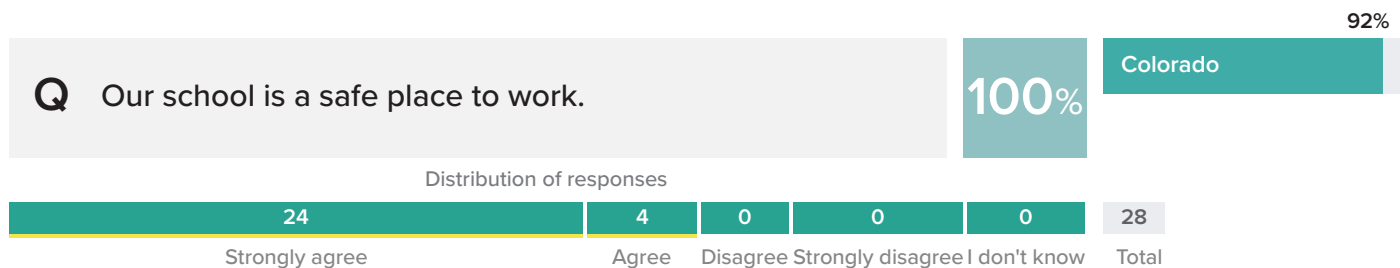 92%
Q Our school is a safe place to work.
100%
Colorado
Distribution of responses
24 4 0 0 0 28
Strongly agree Agree Disagree Strongly disagree I don't know Total